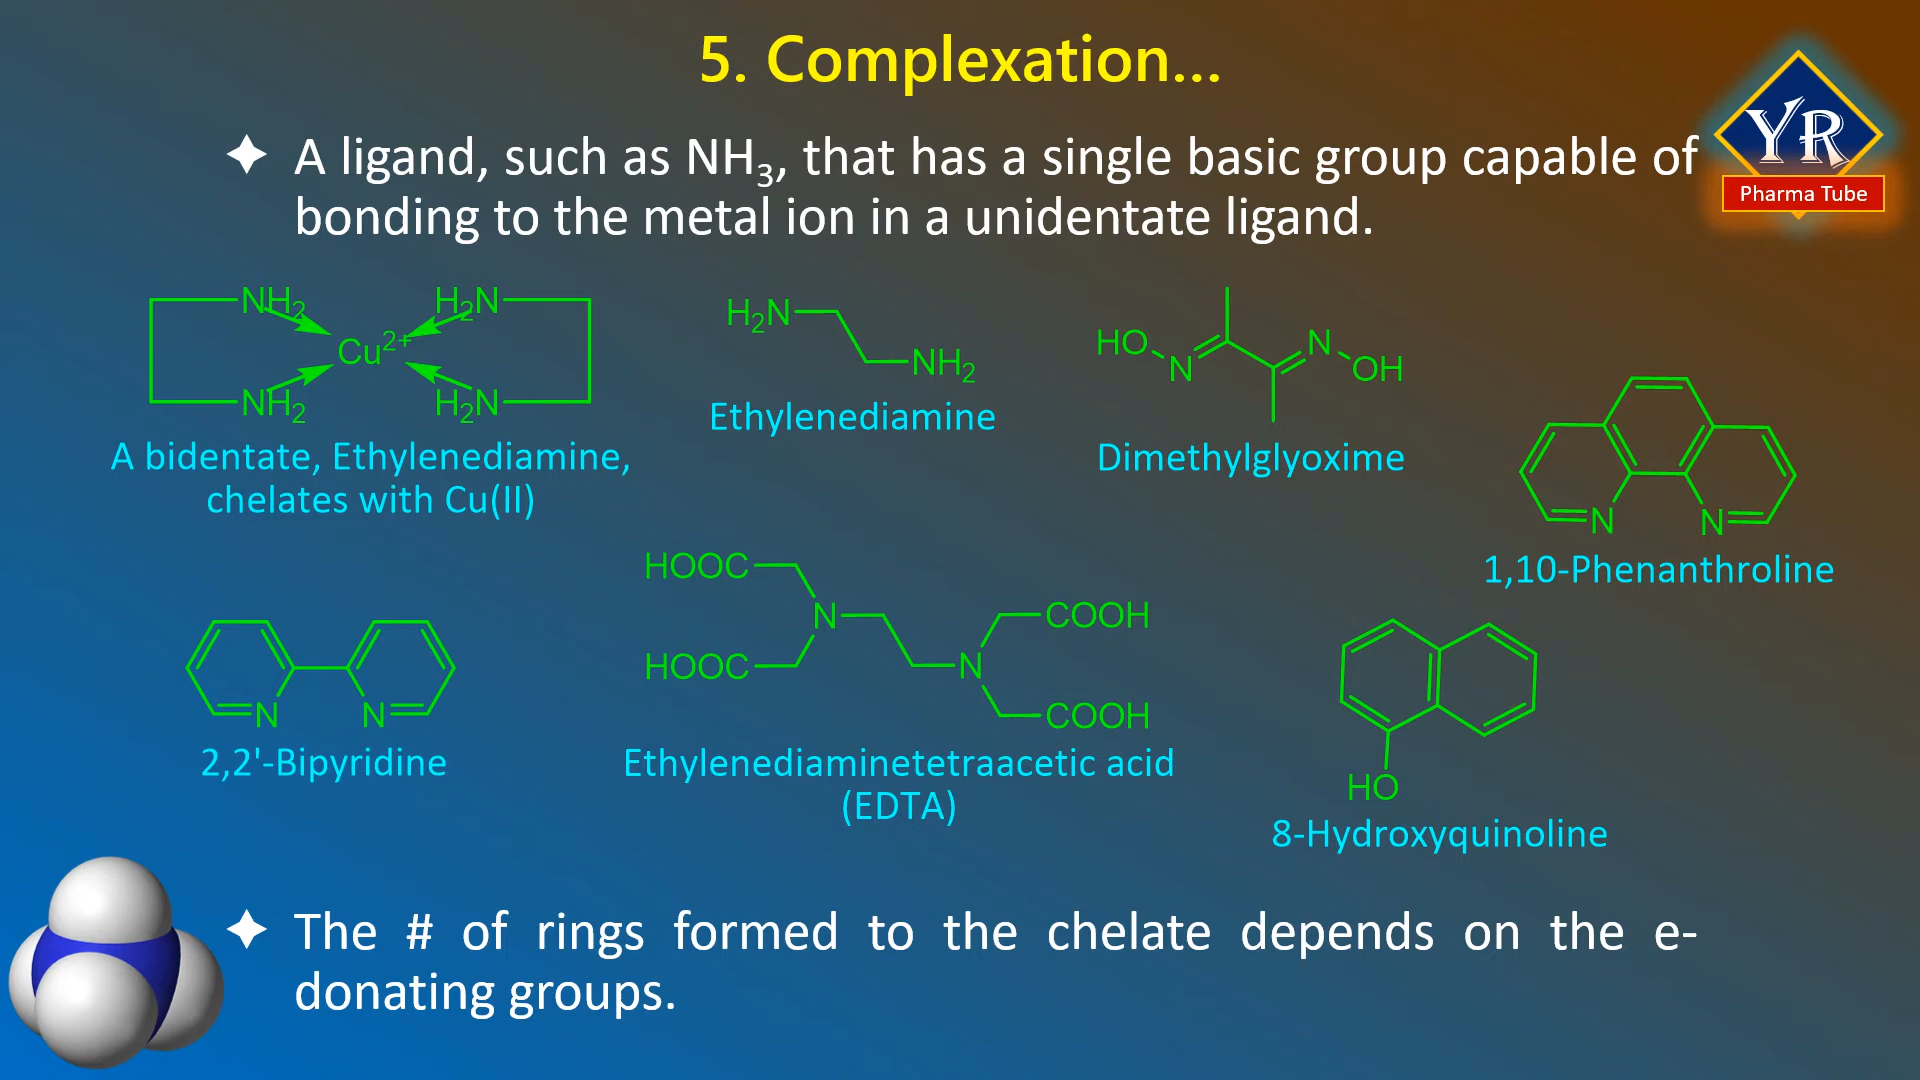 5. Complexation...
YR
Pharma Tube
✦ A ligand, such as NH₃, that has a single basic group capable of
bonding to the metal ion in a unidentate ligand.
NH₂ H₂N
Cu²⁺
NH₂ H₂N
A bidentate, Ethylenediamine,
chelates with Cu(II)
H₂N
NH₂
Ethylenediamine
HO N N OH
Dimethylglyoxime
N N
1,10-Phenanthroline
N N
2,2'-Bipyridine
HOOC
N COOH
HOOC N
COOH
Ethylenediaminetetraacetic acid
(EDTA)
HO
8-Hydroxyquinoline
✦ The # of rings formed to the chelate depends on the e-
donating groups.